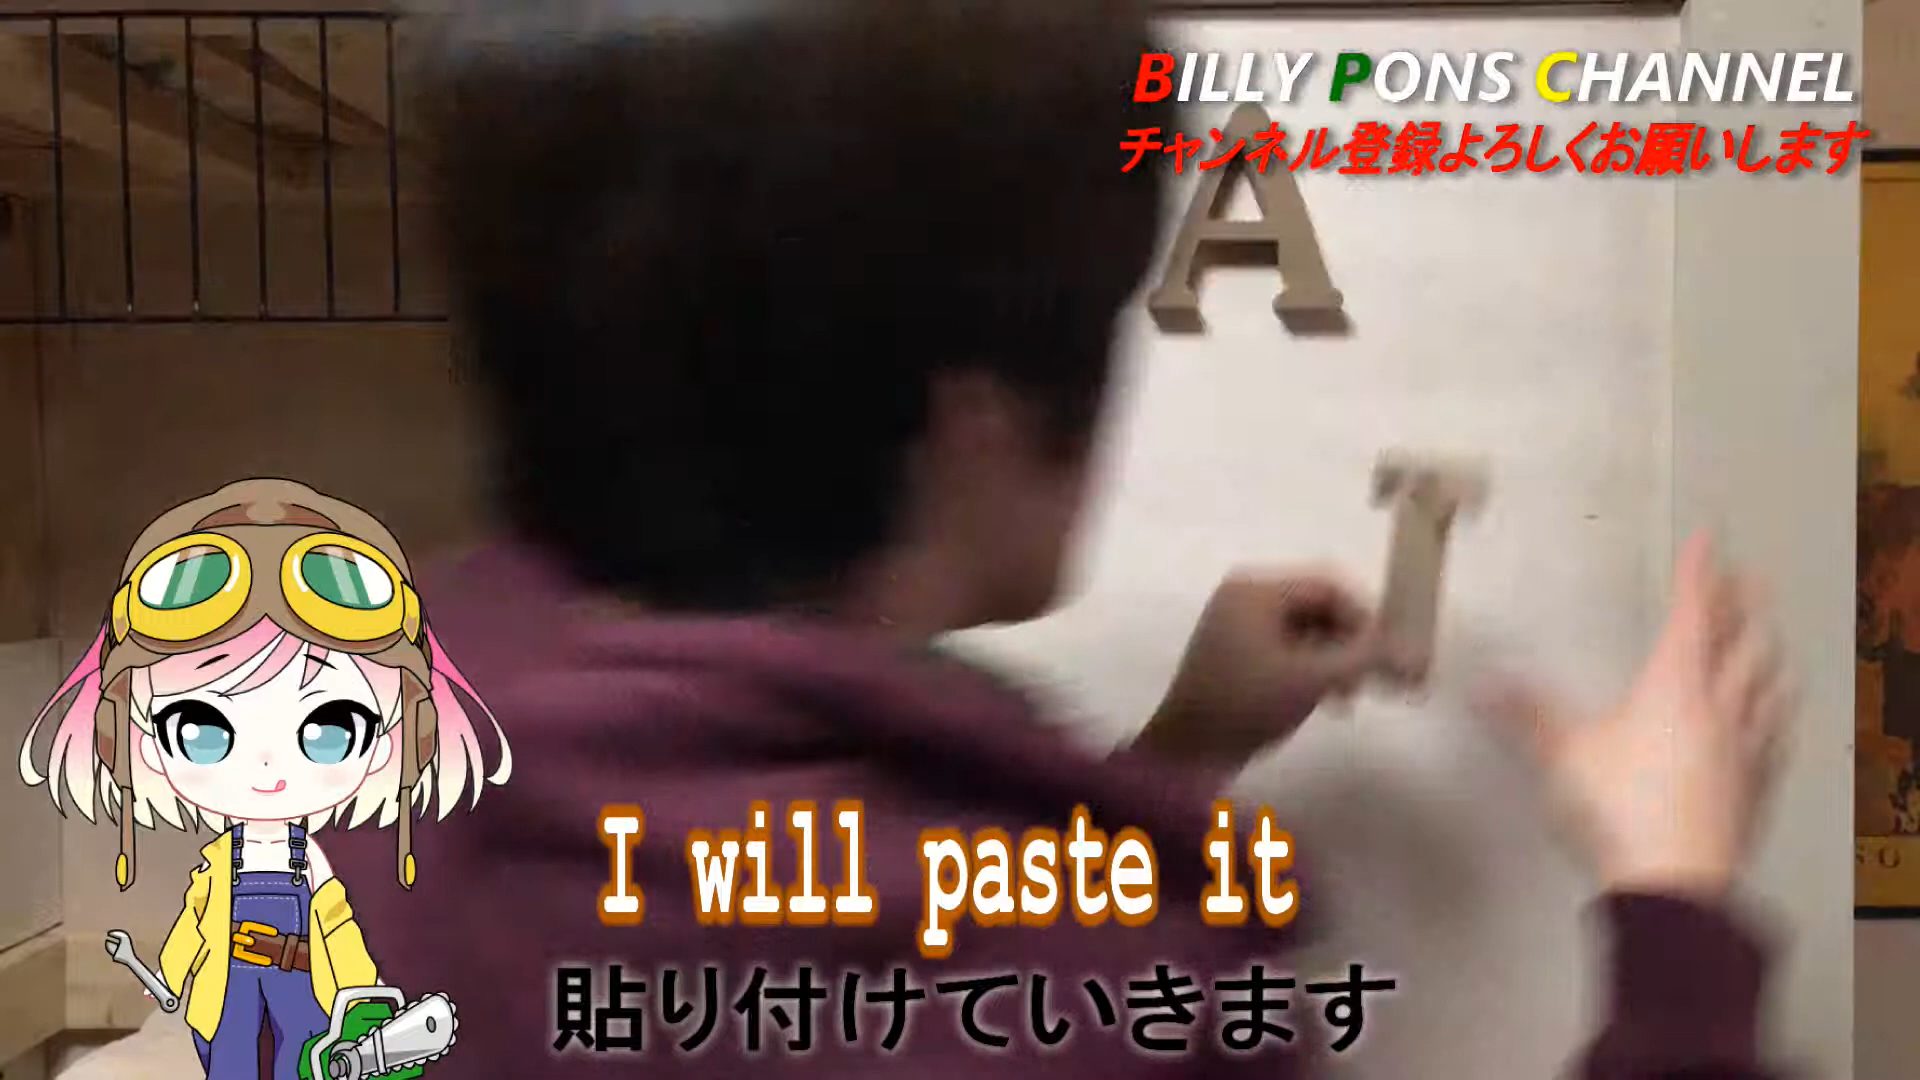 BILLY PONS CHANNEL
チャンネル登録よろしくお願いします
A
I will paste it
貼り付けていきます